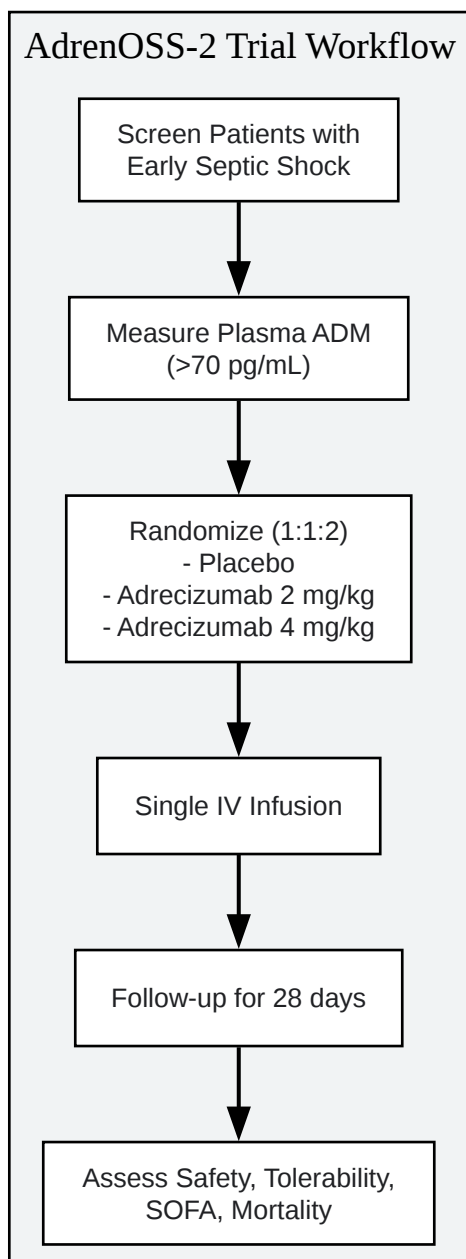 AdrenOSS-2 Trial Workflow
Screen Patients with
Early Septic Shock
Measure Plasma ADM
(>70 pg/mL)
Randomize (1:1:2)
- Placebo
- Adrecizumab 2 mg/kg
- Adrecizumab 4 mg/kg
Single IV Infusion
Follow-up for 28 days
Assess Safety, Tolerability,
SOFA, Mortality